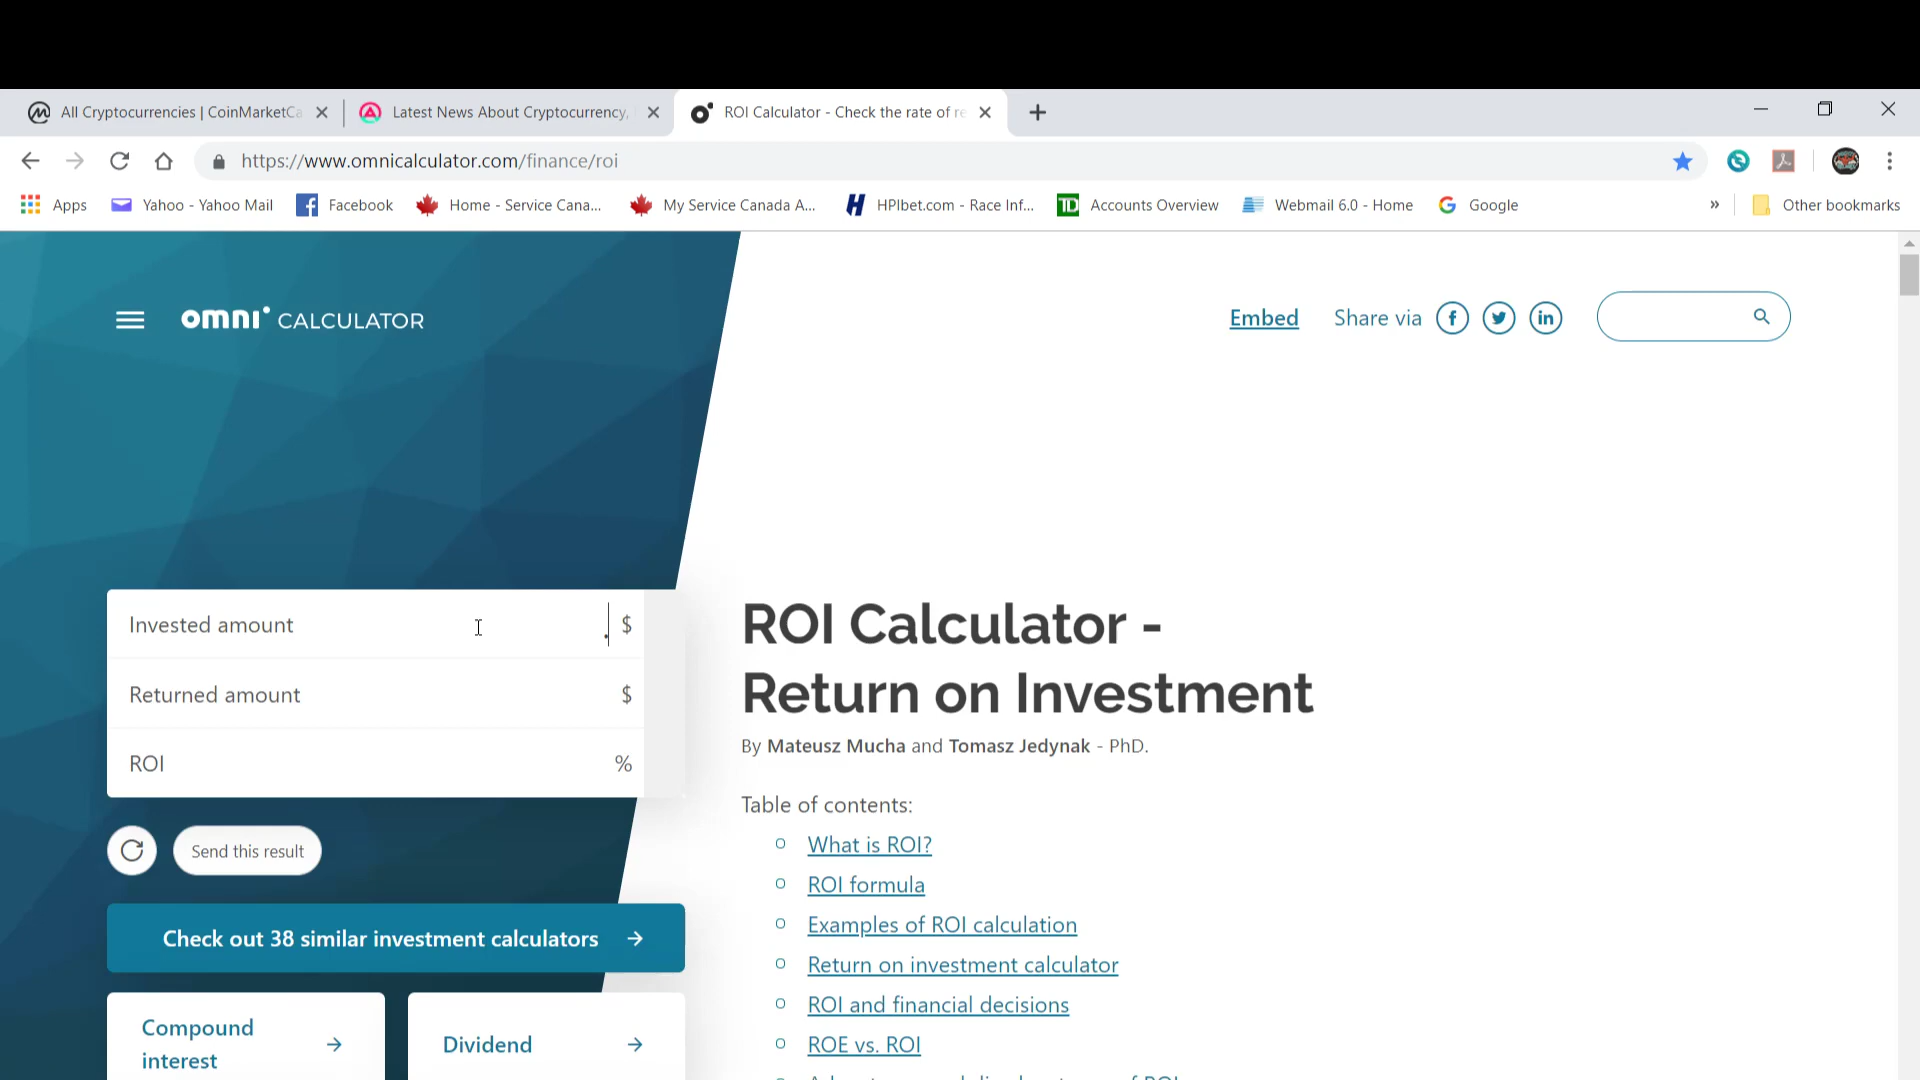 All Cryptocurrencies | CoinMarketCa
Latest News About Cryptocurrency,
ROI Calculator - Check the rate of re
https://www.omnicalculator.com/finance/roi
Apps
Yahoo - Yahoo Mail
Facebook
Home - Service Cana...
My Service Canada A...
HPIbet.com - Race Inf...
TD
Accounts Overview
Webmail 6.0 - Home
Google
»
Other bookmarks
omni CALCULATOR
Embed
Share via
Invested amount
. $
Returned amount
$
ROI
%
Send this result
Check out 38 similar investment calculators
Compound
interest
Dividend
ROI Calculator -
Return on Investment
By Mateusz Mucha and Tomasz Jedynak - PhD.
Table of contents:
What is ROI?
ROI formula
Examples of ROI calculation
Return on investment calculator
ROI and financial decisions
ROE vs. ROI